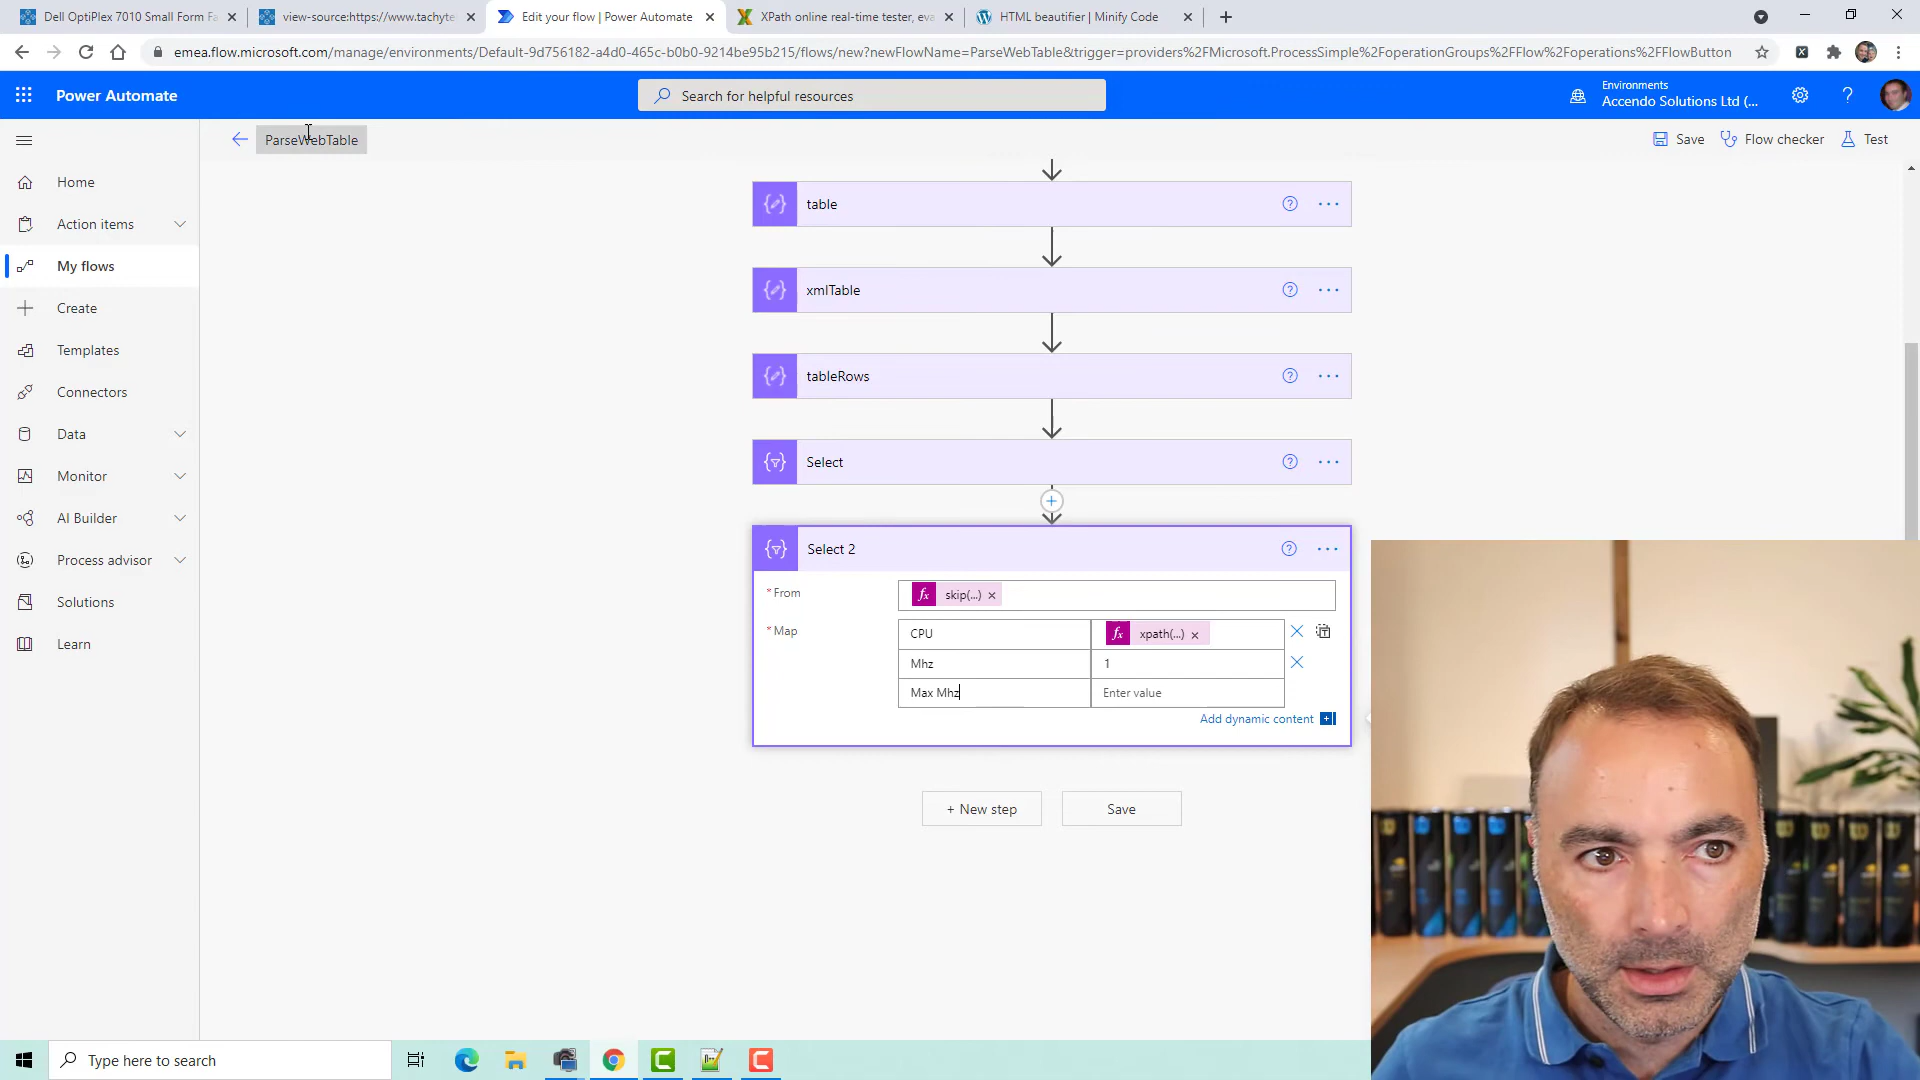 Dell OptiPlex 7010 Small Form Fa
view-source:https://www.tachyte
Edit your flow | Power Automate
XPath online real-time tester, eva
HTML beautifier | Minify Code
emea.flow.microsoft.com/manage/environments/Default-9d756182-a4d0-465c-b0b0-9214be95b215/flows/new?newFlowName=ParseWebTable&trigger=providers%2FMicrosoft.ProcessSimple%2FoperationGroups%2FFlow%2Foperations%2FFlowButton
Power Automate
Search for helpful resources
Environments
Accendo Solutions Ltd (...
ParseWebTable
Save
Flow checker
Test
Home
Action items
My flows
Create
Templates
Connectors
Data
Monitor
AI Builder
Process advisor
Solutions
Learn
table
xmlTable
tableRows
Select
Select 2
* From
fx skip(...) ×
* Map
CPU
fx xpath(...) ×
Mhz
1
Max Mhz
Enter value
Add dynamic content
+ New step
Save
Type here to search